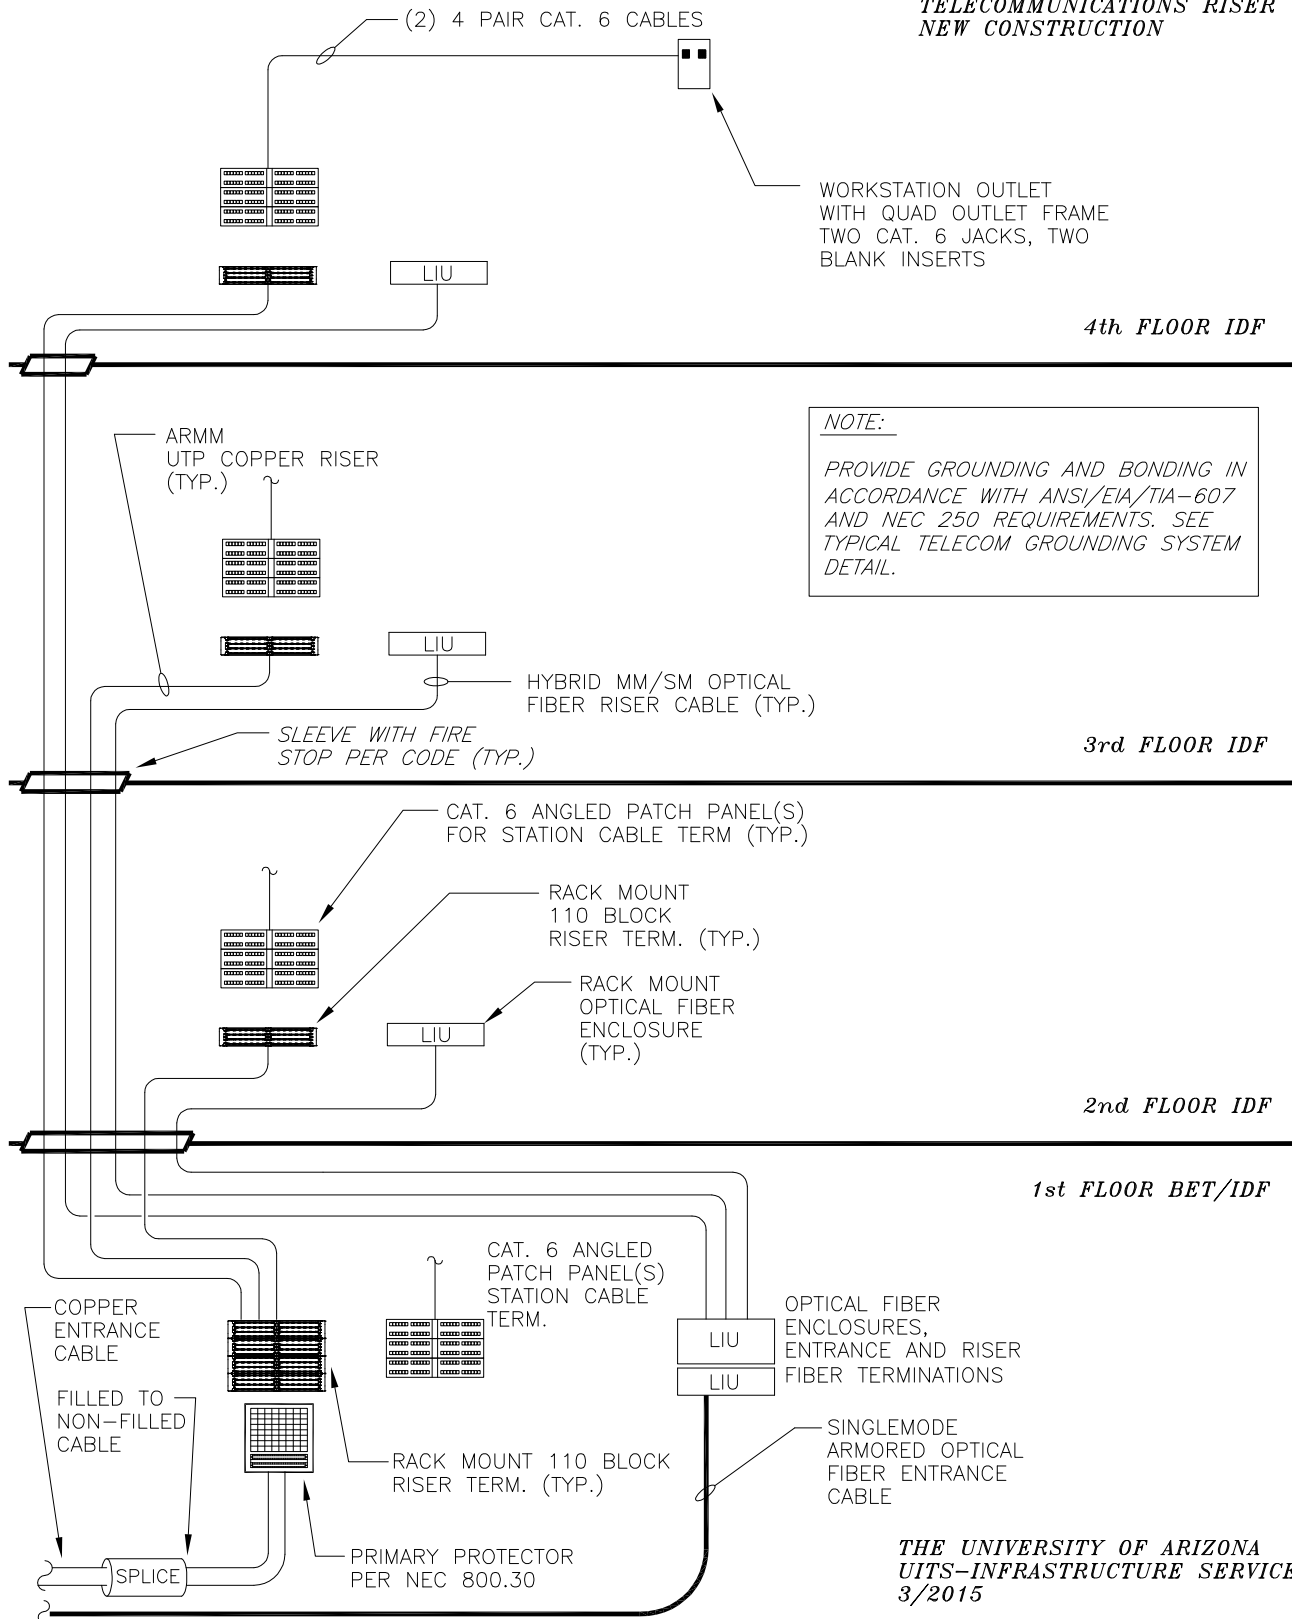 TELECOMMUNICATIONS RISER
NEW CONSTRUCTION
(2) 4 PAIR CAT. 6 CABLES
WORKSTATION OUTLET
WITH QUAD OUTLET FRAME
TWO CAT. 6 JACKS, TWO
BLANK INSERTS
LIU
4th FLOOR IDF
NOTE:
PROVIDE GROUNDING AND BONDING IN
ACCORDANCE WITH ANSI/EIA/TIA-607
AND NEC 250 REQUIREMENTS. SEE
TYPICAL TELECOM GROUNDING SYSTEM
DETAIL.
ARMM
UTP COPPER RISER
(TYP.)
LIU
HYBRID MM/SM OPTICAL
FIBER RISER CABLE (TYP.)
SLEEVE WITH FIRE
STOP PER CODE (TYP.)
3rd FLOOR IDF
CAT. 6 ANGLED PATCH PANEL(S)
FOR STATION CABLE TERM (TYP.)
RACK MOUNT
110 BLOCK
RISER TERM. (TYP.)
RACK MOUNT
OPTICAL FIBER
ENCLOSURE
(TYP.)
LIU
2nd FLOOR IDF
1st FLOOR BET/IDF
CAT. 6 ANGLED
PATCH PANEL(S)
STATION CABLE
TERM.
COPPER
ENTRANCE
CABLE
OPTICAL FIBER
ENCLOSURES,
ENTRANCE AND RISER
FIBER TERMINATIONS
LIU
LIU
FILLED TO
NON-FILLED
CABLE
SINGLEMODE
ARMORED OPTICAL
FIBER ENTRANCE
CABLE
RACK MOUNT 110 BLOCK
RISER TERM. (TYP.)
PRIMARY PROTECTOR
PER NEC 800.30
SPLICE
THE UNIVERSITY OF ARIZONA
UITS-INFRASTRUCTURE SERVICE
3/2015